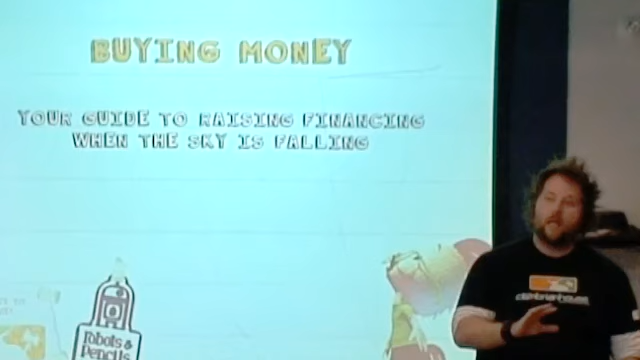 BUYING MONEY
YOUR GUIDE TO RAISING FINANCING
WHEN THE SKY IS FALLING
Robots &
Pencils